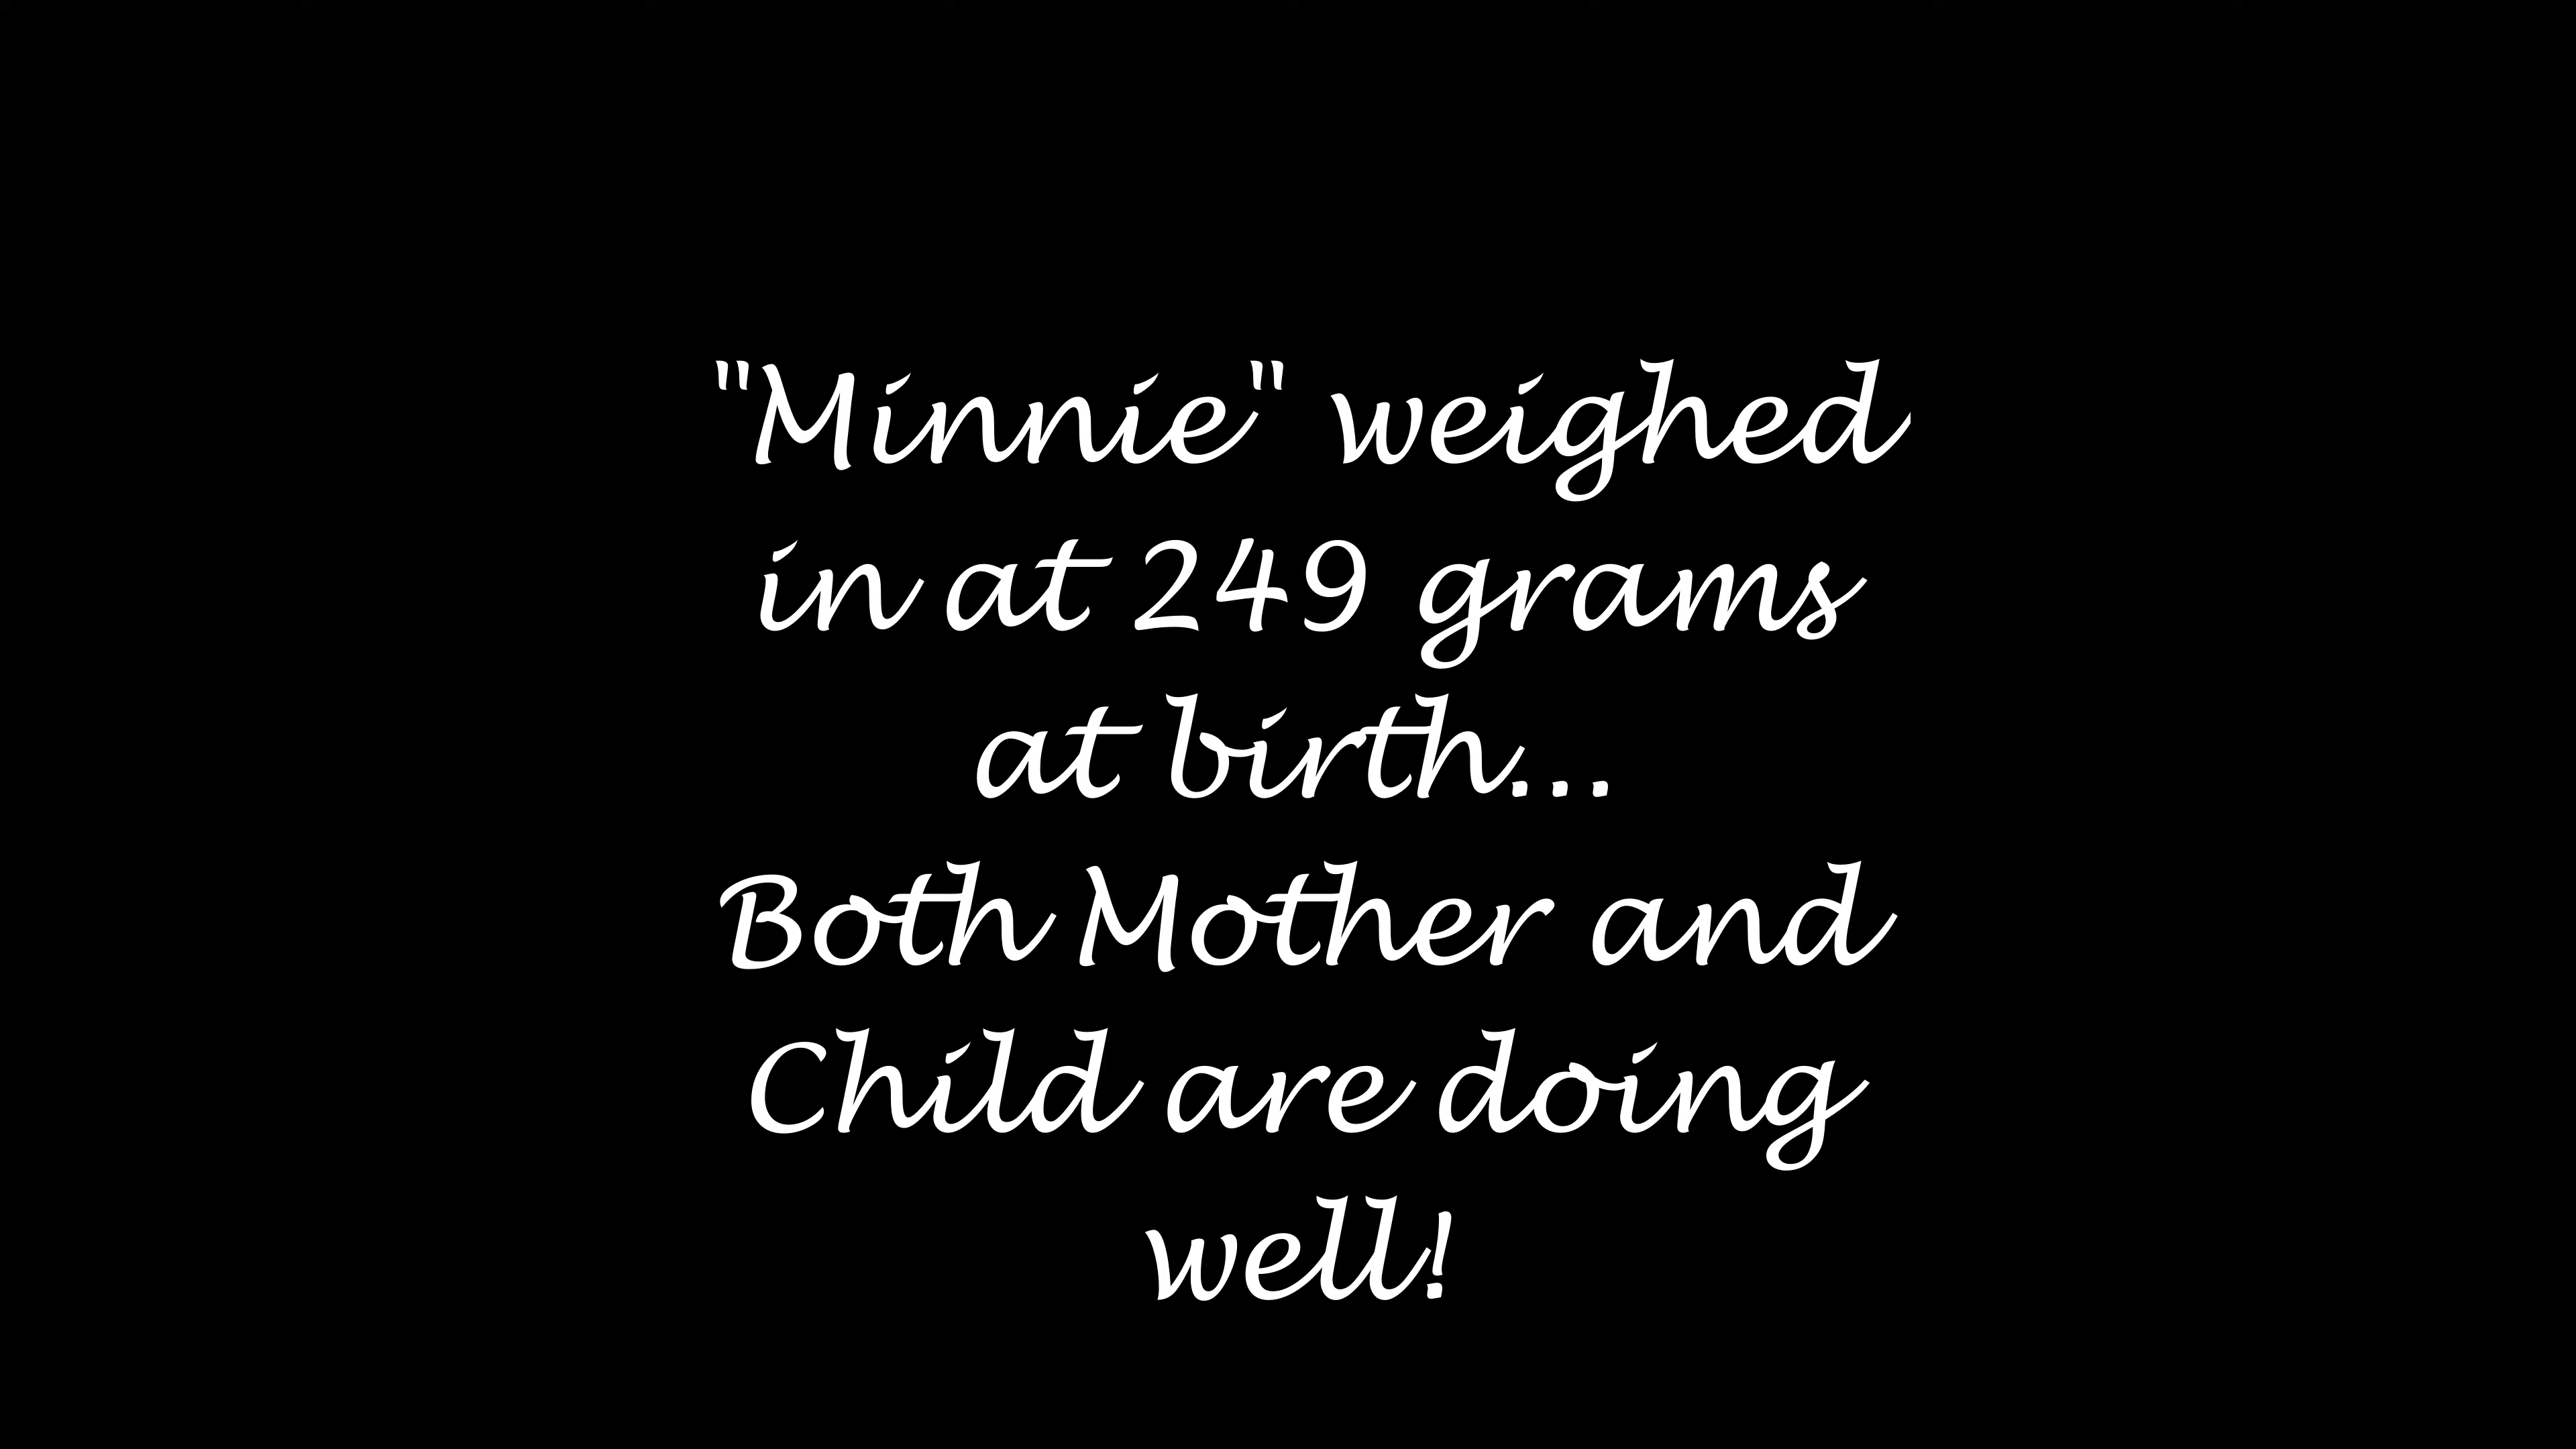 "Minnie" weighed
in at 249 grams
at birth...
Both Mother and
Child are doing
well!